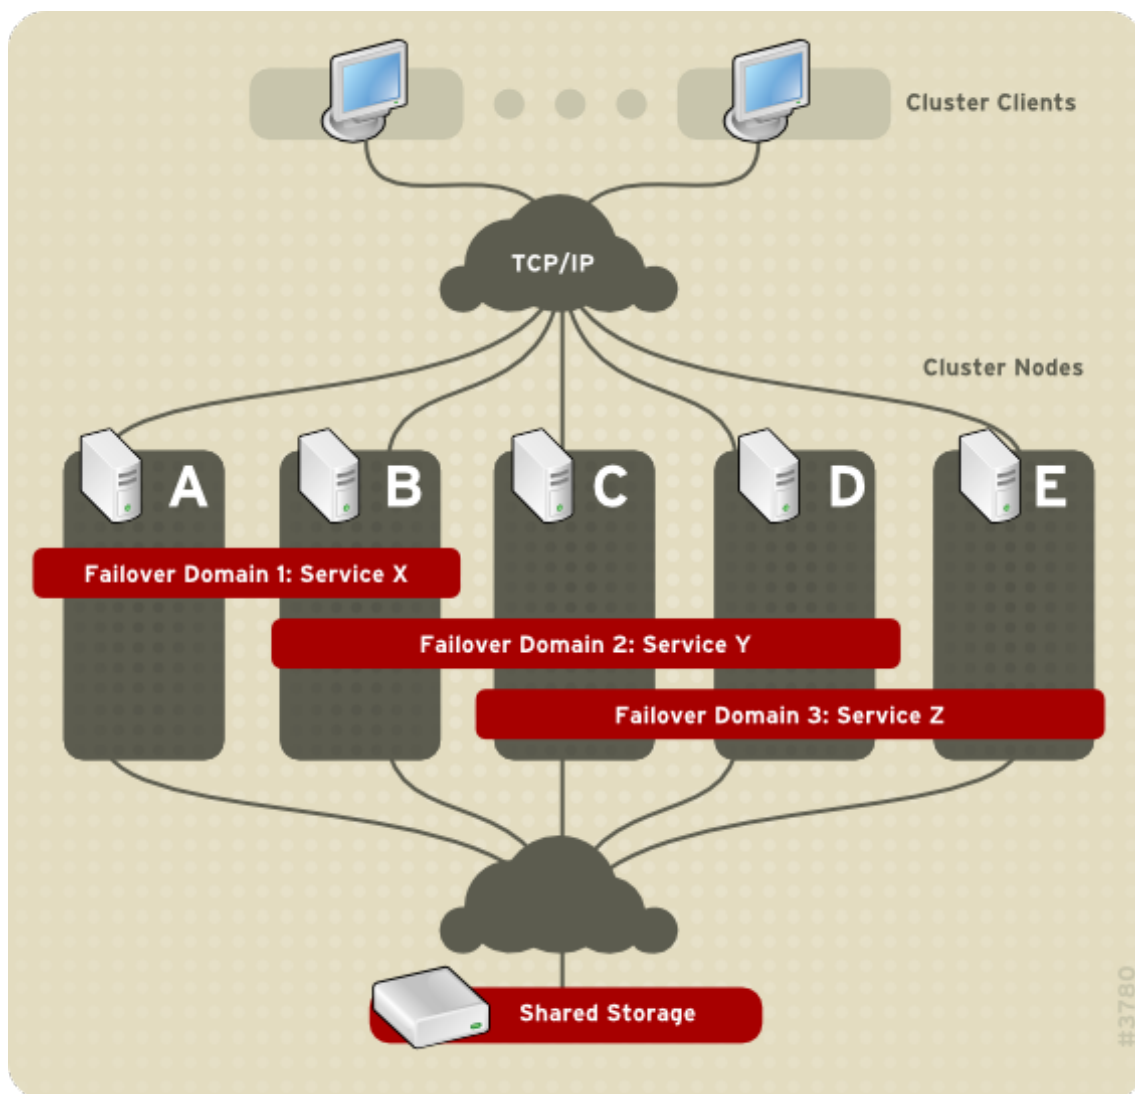 Cluster Clients
TCP/IP
Cluster Nodes
A
B
C
D
E
Failover Domain 1: Service X
Failover Domain 2: Service Y
Failover Domain 3: Service Z
Shared Storage
#3780